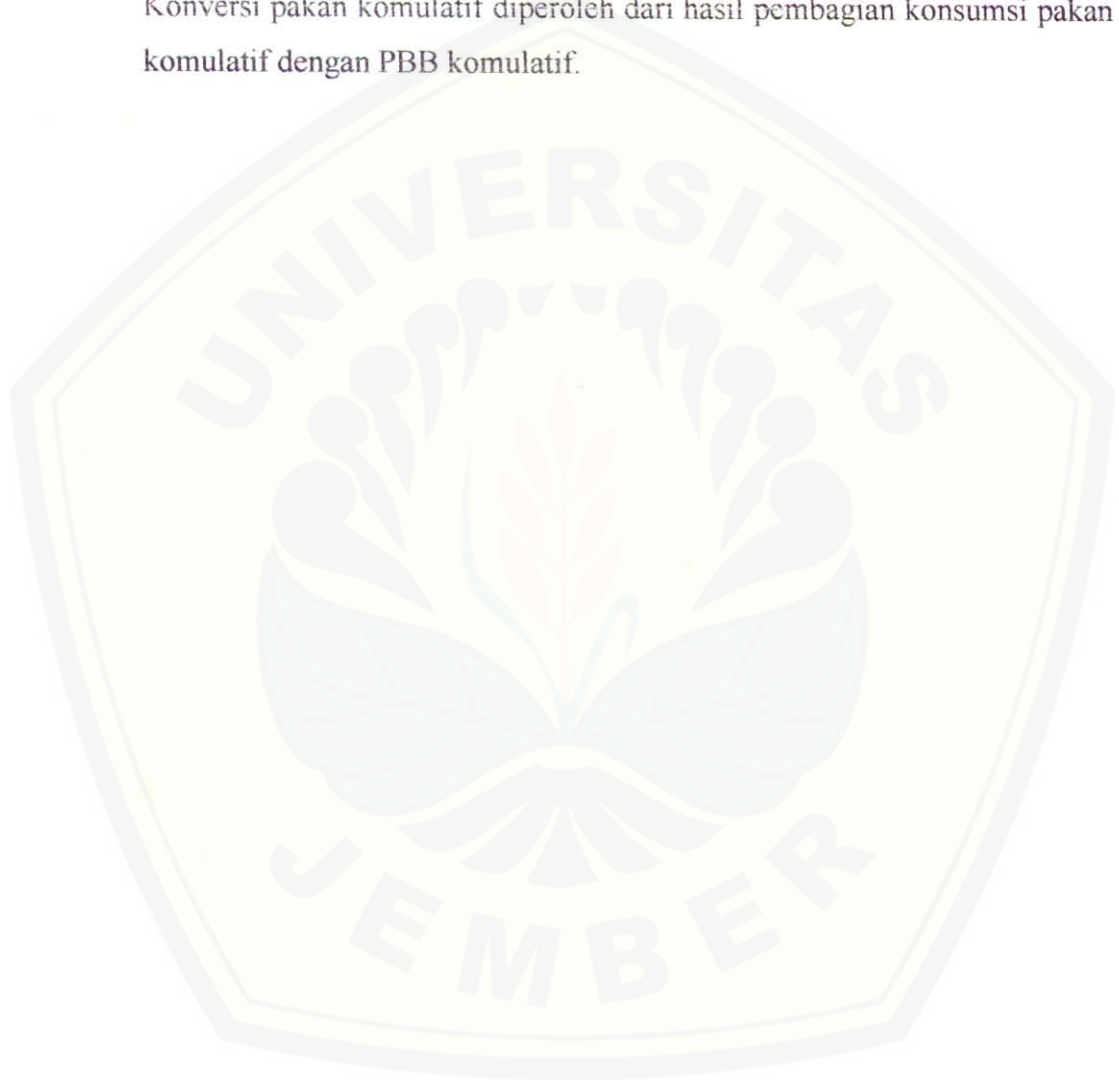 Konversi pakan komulatif diperoleh dari hasil pembagian konsumsi pakan
komulatif dengan PBB komulatif.
UNIVERSITAS
JEMBER